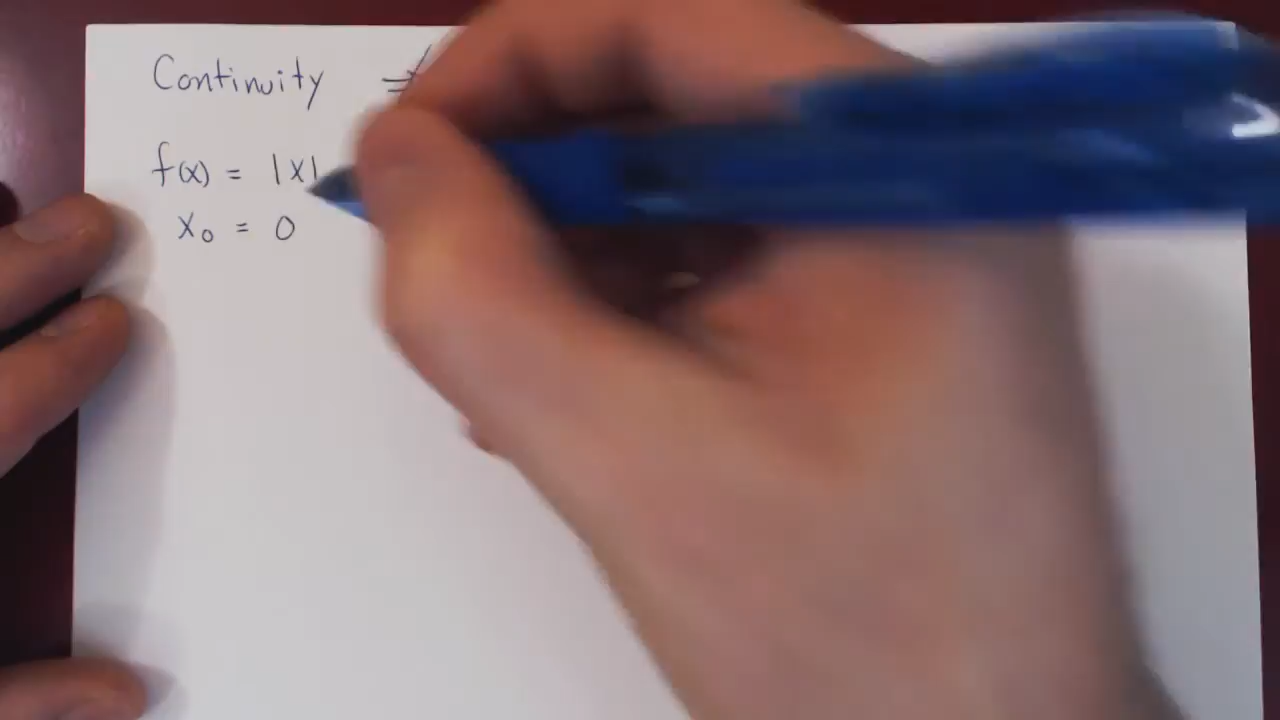 Continuity ⇏
f(x) = |x|
x₀ = 0